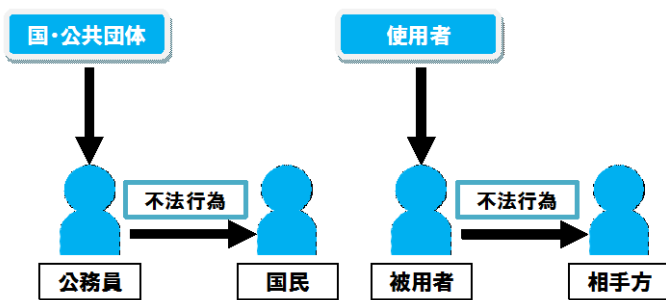 国・公共団体
使用者
不法行為
不法行為
公務員
国民
被用者
相手方